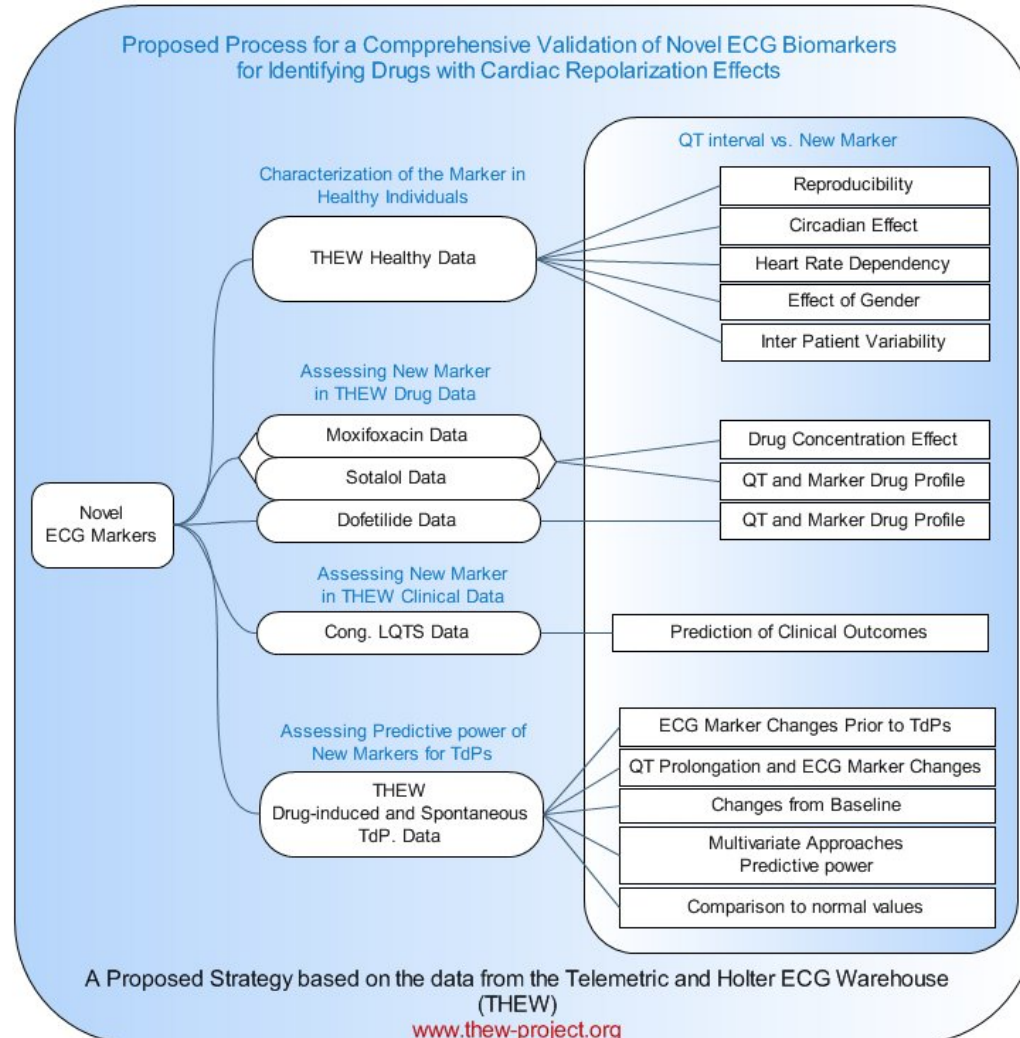 Proposed Process for a Compprehensive Validation of Novel ECG Biomarkers
for Identifying Drugs with Cardiac Repolarization Effects
QT interval vs. New Marker
Characterization of the Marker in
Healthy Individuals
THEW Healthy Data
Reproducibility
Circadian Effect
Heart Rate Dependency
Effect of Gender
Inter Patient Variability
Assessing New Marker
in THEW Drug Data
Moxifoxacin Data
Sotalol Data
Dofetilide Data
Drug Concentration Effect
QT and Marker Drug Profile
QT and Marker Drug Profile
Novel
ECG Markers
Assessing New Marker
in THEW Clinical Data
Cong. LQTS Data
Prediction of Clinical Outcomes
Assessing Predictive power of
New Markers for TdPs
THEW
Drug-induced and Spontaneous
TdP. Data
ECG Marker Changes Prior to TdPs
QT Prolongation and ECG Marker Changes
Changes from Baseline
Multivariate Approaches
Predictive power
Comparison to normal values
A Proposed Strategy based on the data from the Telemetric and Holter ECG Warehouse
(THEW)
www.thew-project.org